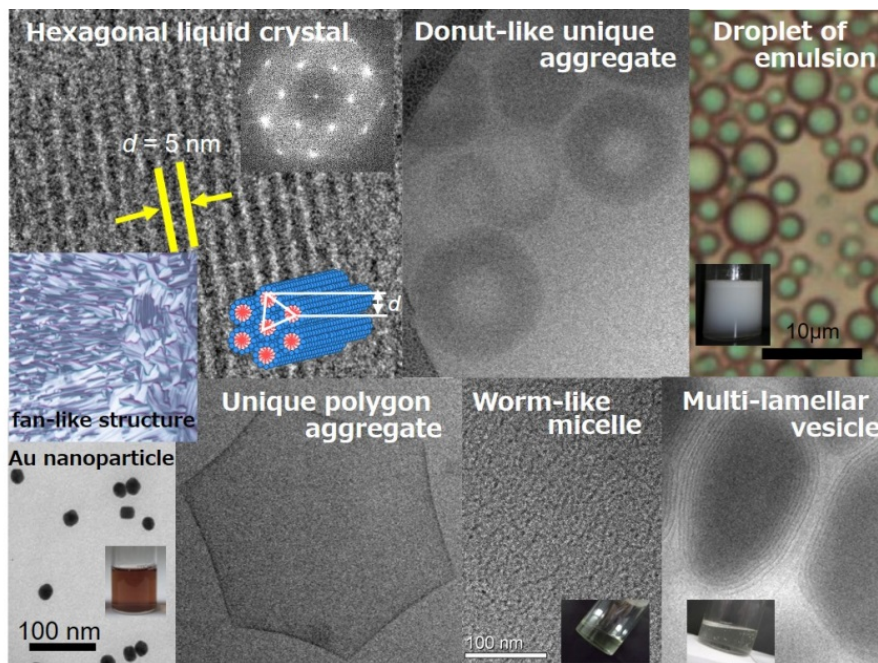 Hexagonal liquid crystal
d = 5 nm
d
fan-like structure
Donut-like unique
aggregate
Droplet of
emulsion
10μm
Au nanoparticle
100 nm
Unique polygon
aggregate
Worm-like
micelle
100 nm
Multi-lamellar
vesicle